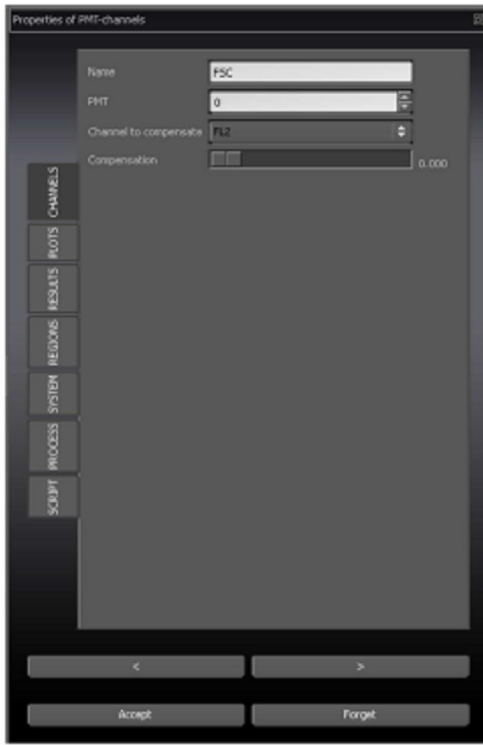 Properties of PMT-channels
Name FSC
PMT 0
Channel to compensate FL2
Compensation 0.000
CHANNELS
PLOTS
RESULTS
REGIONS
SYSTEM
PROCESS
SCRIPT
< >
Accept Forget